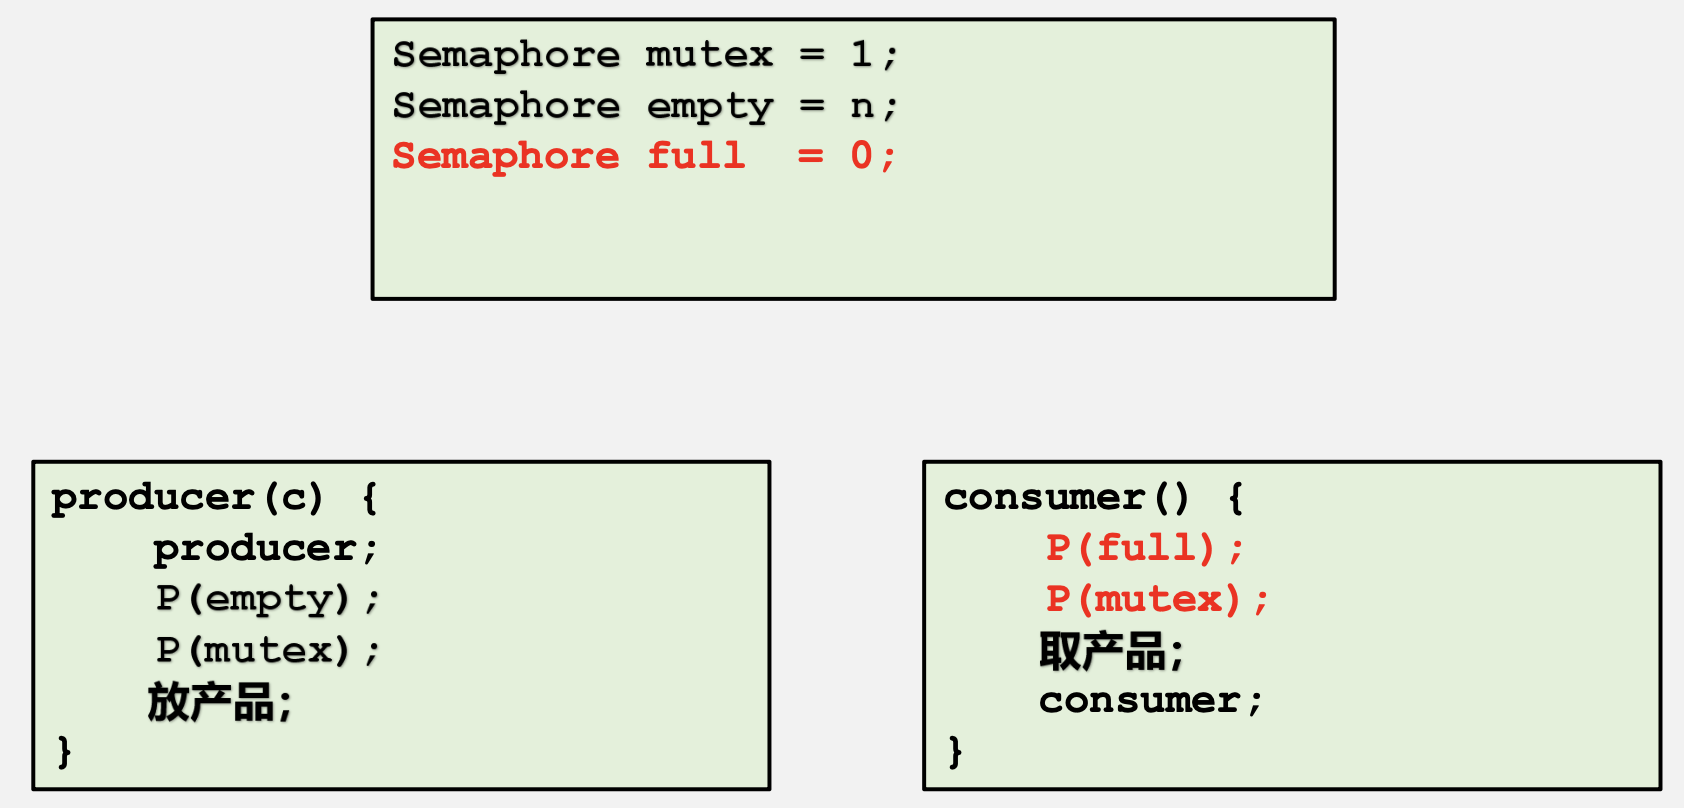 Semaphore mutex = 1;
Semaphore empty = n;
Semaphore full = 0;
producer(c) {
producer;
P(empty);
P(mutex);
放产品;
}
consumer() {
P(full);
P(mutex);
取产品;
consumer;
}